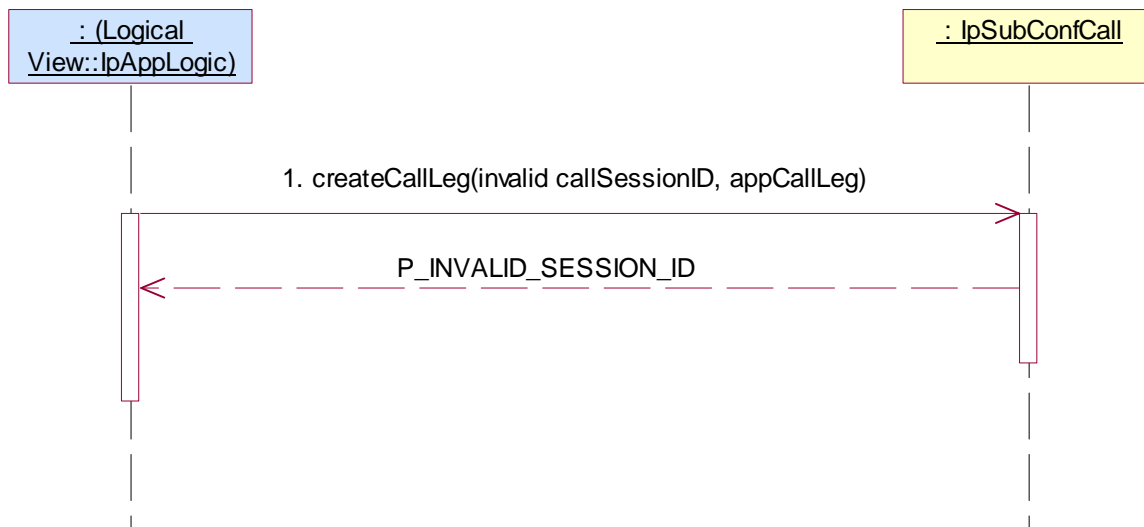 : (Logical
View::IpAppLogic)
: IpSubConfCall
1. createCallLeg(invalid callSessionID, appCallLeg)
P_INVALID_SESSION_ID